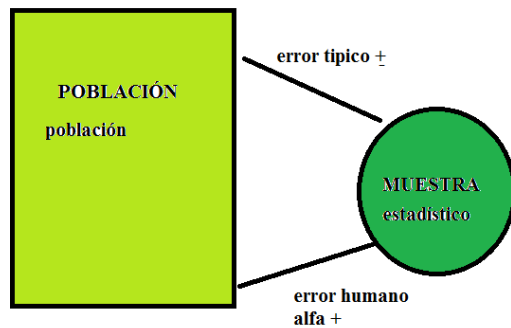 error tipico ±
POBLACIÓN
población
MUESTRA
estadístico
error humano
alfa +